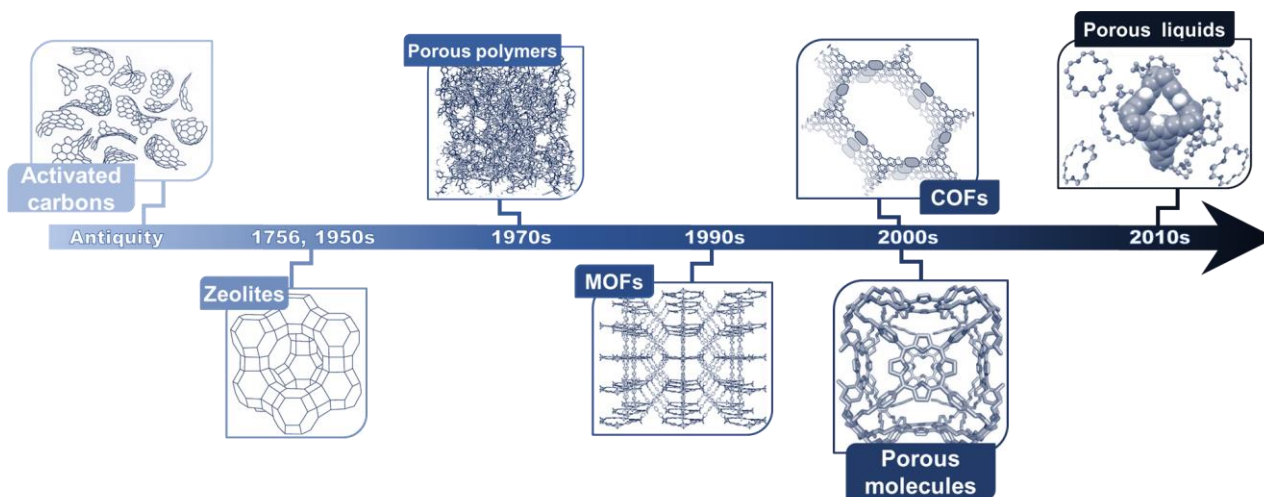 Porous polymers
Porous liquids
Activated
carbons
COFs
Antiquity
1756, 1950s
1970s
1990s
2000s
2010s
Zeolites
MOFs
Porous
molecules